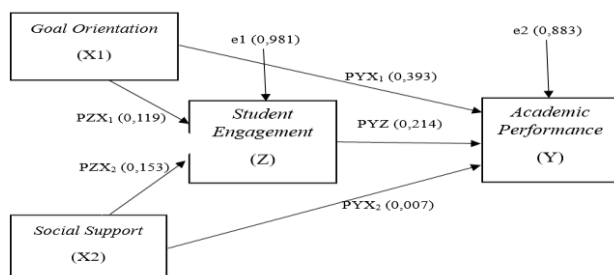 Goal Orientation
(X1)
e1 (0,981)
e2 (0,883)
PYX₁ (0,393)
PZX₁ (0,119)
Student
Engagement
(Z)
PYZ (0,214)
Academic
Performance
(Y)
PZX₂ (0,153)
PYX₂ (0,007)
Social Support
(X2)